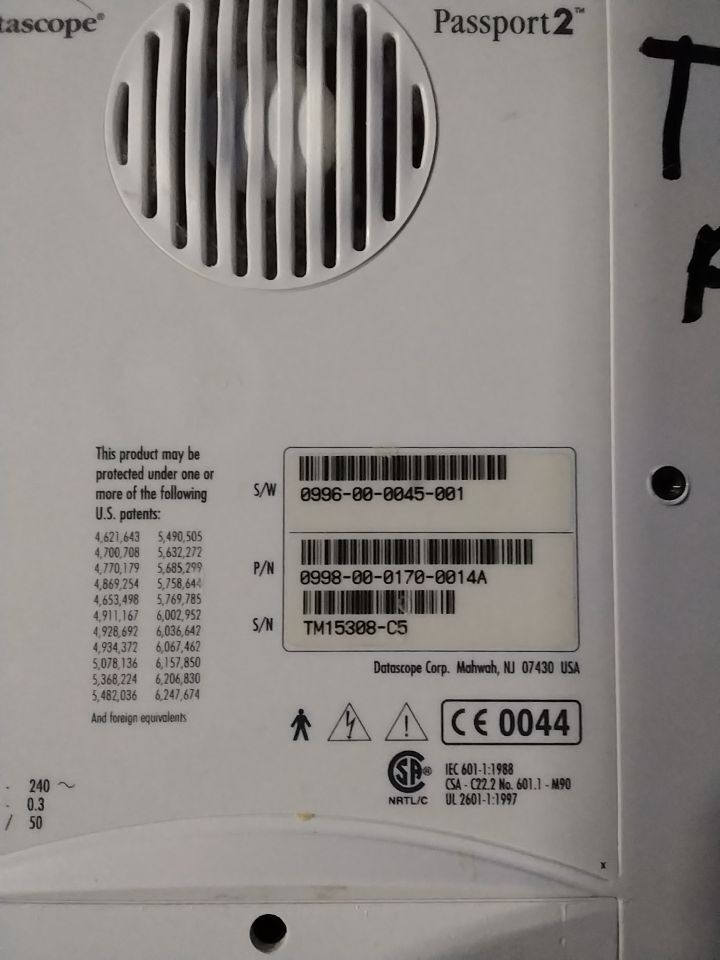 tascope®
Passport2™
T
This product may be
protected under one or
more of the following
U.S. patents:
4,621,643 5,490,505
4,700,708 5,632,272
4,770,179 5,685,299
4,869,254 5,758,644
4,653,498 5,769,785
4,911,167 6,002,952
4,928,692 6,036,642
4,934,372 6,067,462
5,078,136 6,157,850
5,368,224 6,206,830
5,482,036 6,247,674
And foreign equivalents
S/W 0996-00-0045-001
P/N 0998-00-0170-0014A
S/N TM15308-C5
Datascope Corp. Mahwah, NJ 07430 USA
CE 0044
SA®
NRTL/C
IEC 601-1:1988
CSA - C22.2 No. 601.1 - M90
UL 2601-1:1997
- 240 ~
- 0.3
/ 50
x